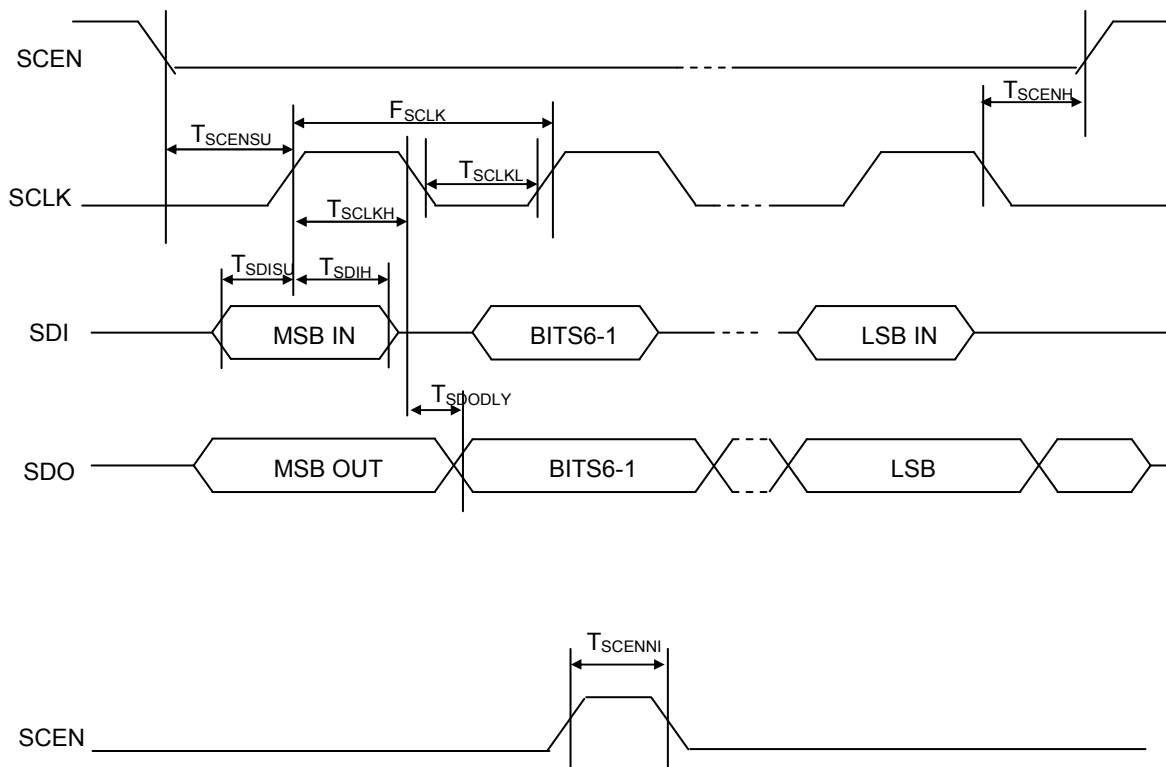 SCEN
TSCENH
FSCLK
TSCENSU
TSCLKL
SCLK
TSCLKH
TSDISU TSDIH
SDI MSB IN BITS6-1 LSB IN
TSDODLY
SDO MSB OUT BITS6-1 LSB
TSCENNI
SCEN